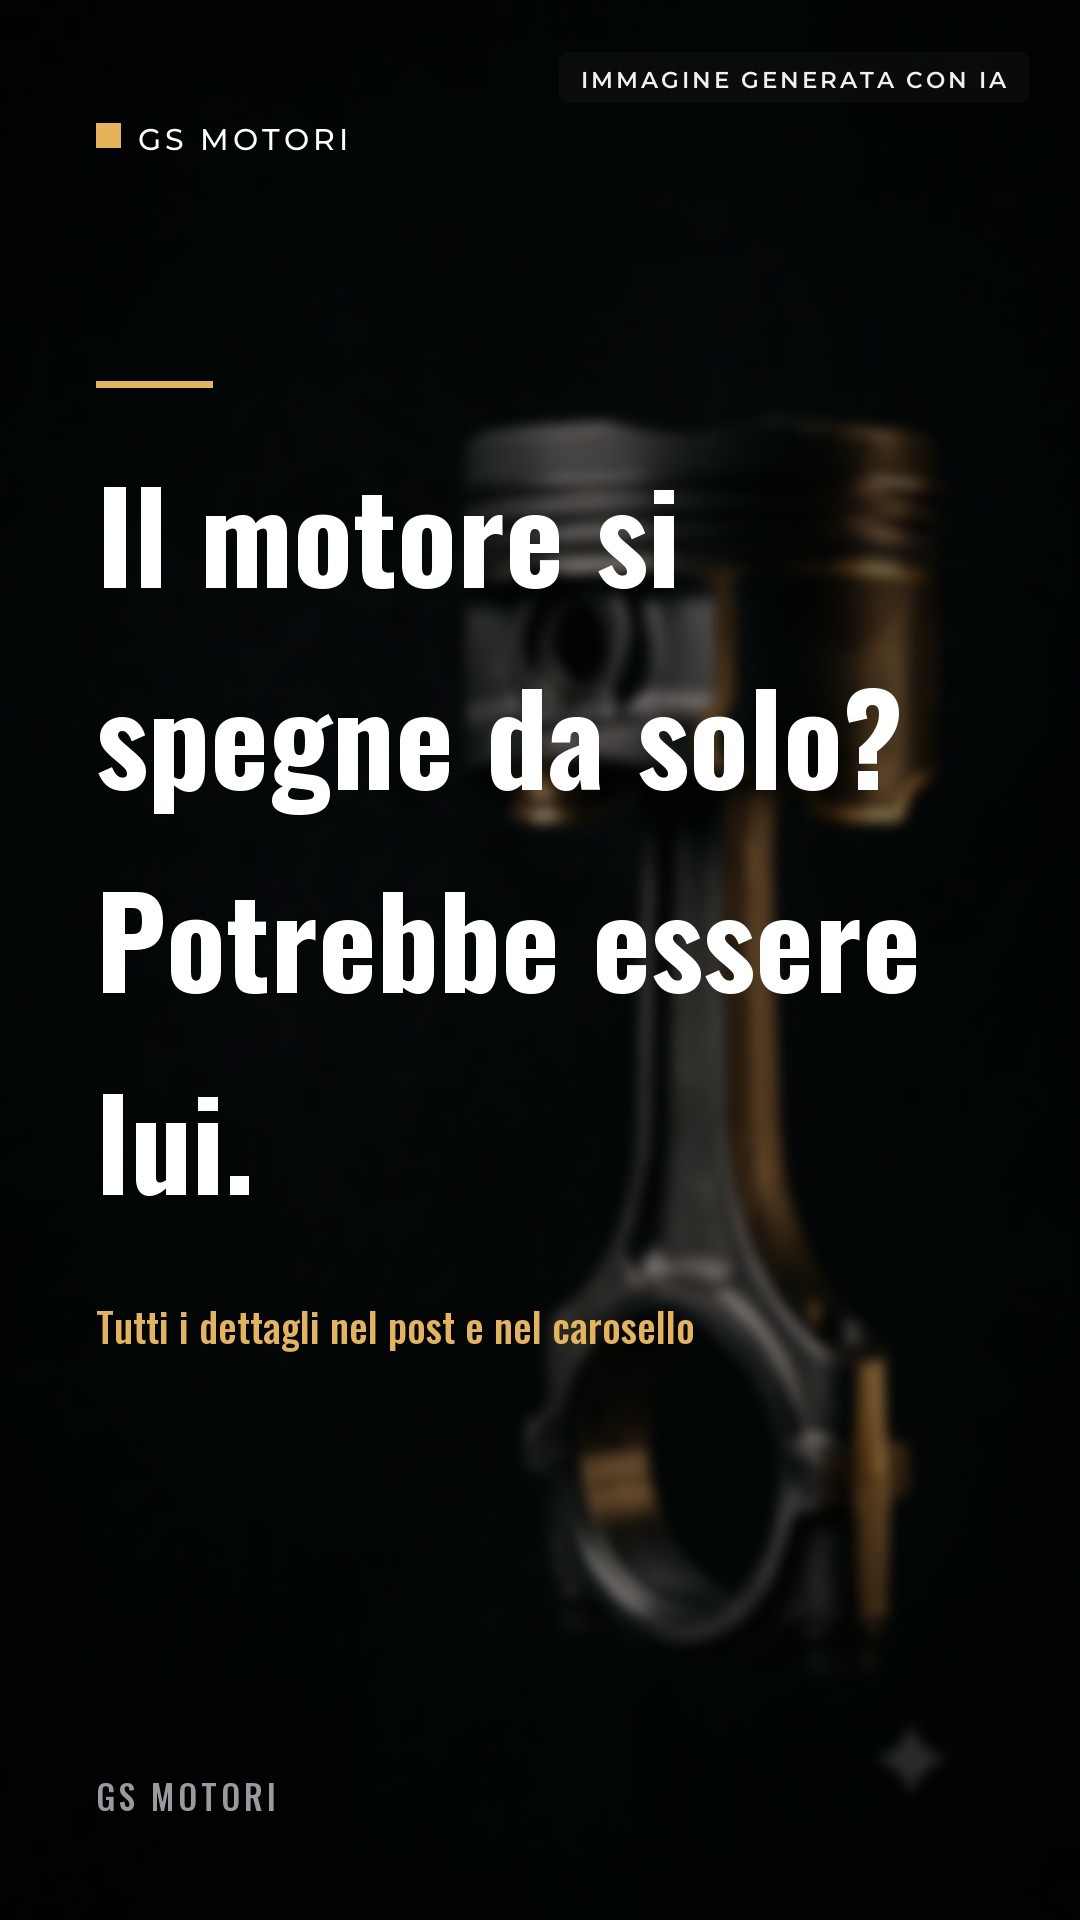 IMMAGINE GENERATA CON IA
GS MOTORI
Il motore si
spegne da solo?
Potrebbe essere
lui.
Tutti i dettagli nel post e nel carosello
GS MOTORI